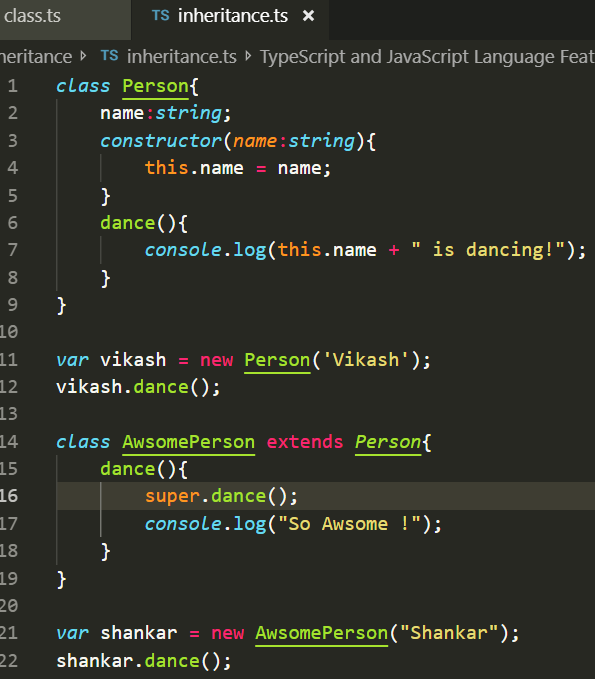 class.ts TS inheritance.ts ×
neritance > TS inheritance.ts > TypeScript and JavaScript Language Feat
1 class Person{
2 name:string;
3 constructor(name:string){
4 this.name = name;
5 }
6 dance(){
7 console.log(this.name + " is dancing!");
8 }
9 }
10
11 var vikash = new Person('Vikash');
12 vikash.dance();
13
14 class AwsomePerson extends Person{
15 dance(){
16 super.dance();
17 console.log("So Awsome !");
18 }
19 }
20
21 var shankar = new AwsomePerson("Shankar");
22 shankar.dance();